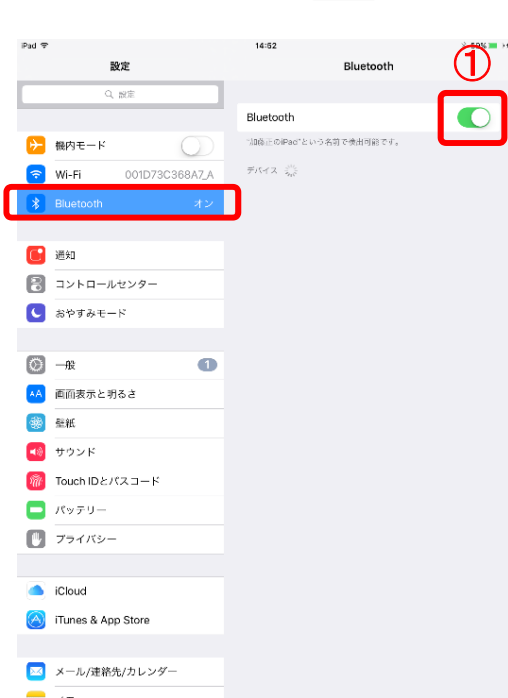 iPad 14:52
設定
Bluetooth
①
設定
Bluetooth
機内モード
Wi-Fi 001D73C368A7_A
Bluetooth オン
デバイス
通知
コントロールセンター
おやすみモード
一般 1
画面表示と明るさ
壁紙
サウンド
Touch IDとパスコード
バッテリー
プライバシー
iCloud
iTunes & App Store
メール/連絡先/カレンダー